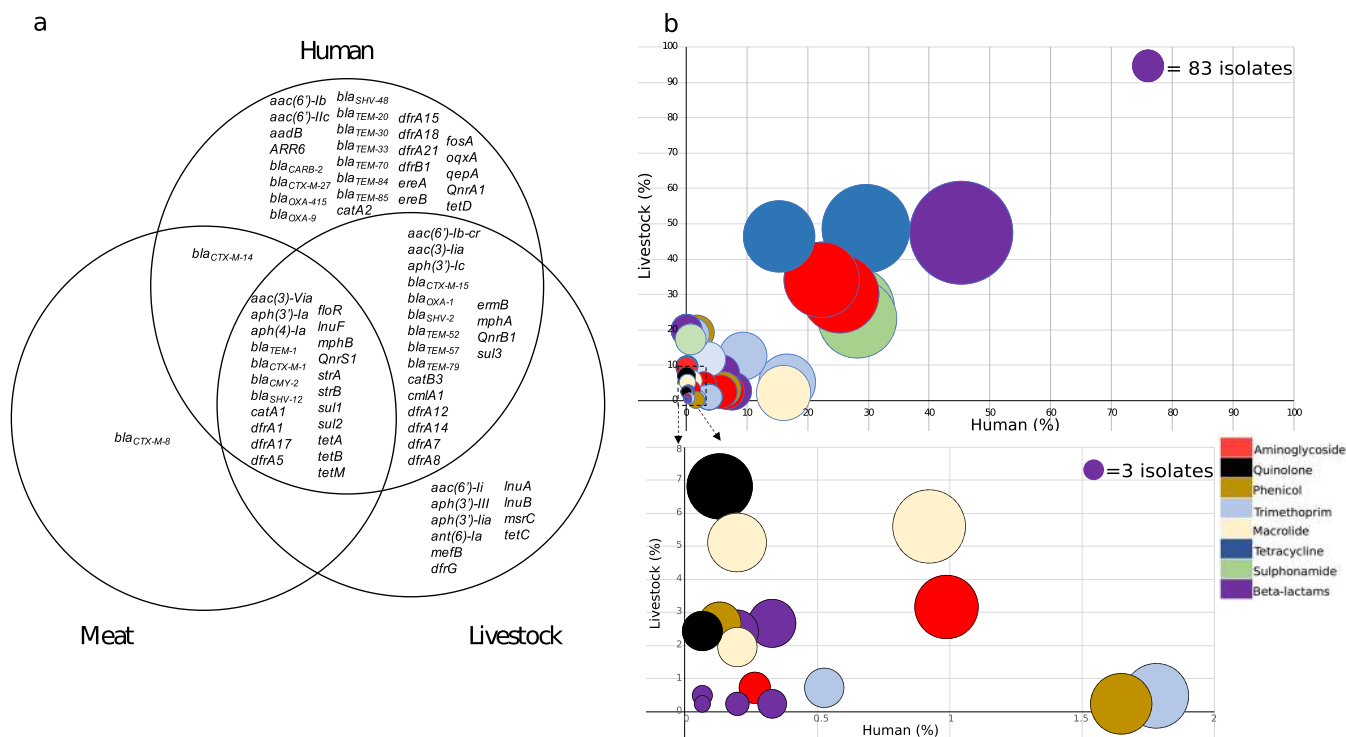 a
Human
aac(6’)-Ib
aac(6’)-IIc
aadB
ARR6
blaCARB-2
blaCTX-M-27
blaOXA-415
blaOXA-9
blaSHV-48
blaTEM-20
blaTEM-30
blaTEM-33
blaTEM-70
blaTEM-84
blaTEM-85
catA2
dfrA15
dfrA18
dfrA21
dfrB1
ereA
ereB
fosA
oqxA
qepA
QnrA1
tetD
blaCTX-M-14
aac(3)-Via
aph(3’)-Ia
aph(4)-Ia
blaTEM-1
blaCTX-M-1
blaCMY-2
blaSHV-12
catA1
dfrA1
dfrA17
dfrA5
floR
lnuF
mphB
QnrS1
strA
strB
sul1
sul2
tetA
tetB
tetM
aac(6’)-Ib-cr
aac(3)-Iia
aph(3’)-Ic
blaCTX-M-15
blaOXA-1
blaSHV-2
blaTEM-52
blaTEM-57
blaTEM-79
catB3
cmlA1
dfrA12
dfrA14
dfrA7
dfrA8
ermB
mphA
QnrB1
sul3
blaCTX-M-8
aac(6’)-Ii
aph(3’)-III
aph(3’)-Iia
ant(6)-Ia
mefB
dfrG
lnuA
lnuB
msrC
tetC
Meat
Livestock
b
= 83 isolates
Livestock (%)
100
90
80
70
60
50
40
30
20
10
0
0
10
20
30
40
50
60
70
80
90
100
Human (%)
=3 isolates
Livestock (%)
8
7
6
5
4
3
2
1
0
0
0.5
1
1.5
2
Human (%)
Aminoglycoside
Quinolone
Phenicol
Trimethoprim
Macrolide
Tetracycline
Sulphonamide
Beta-lactams